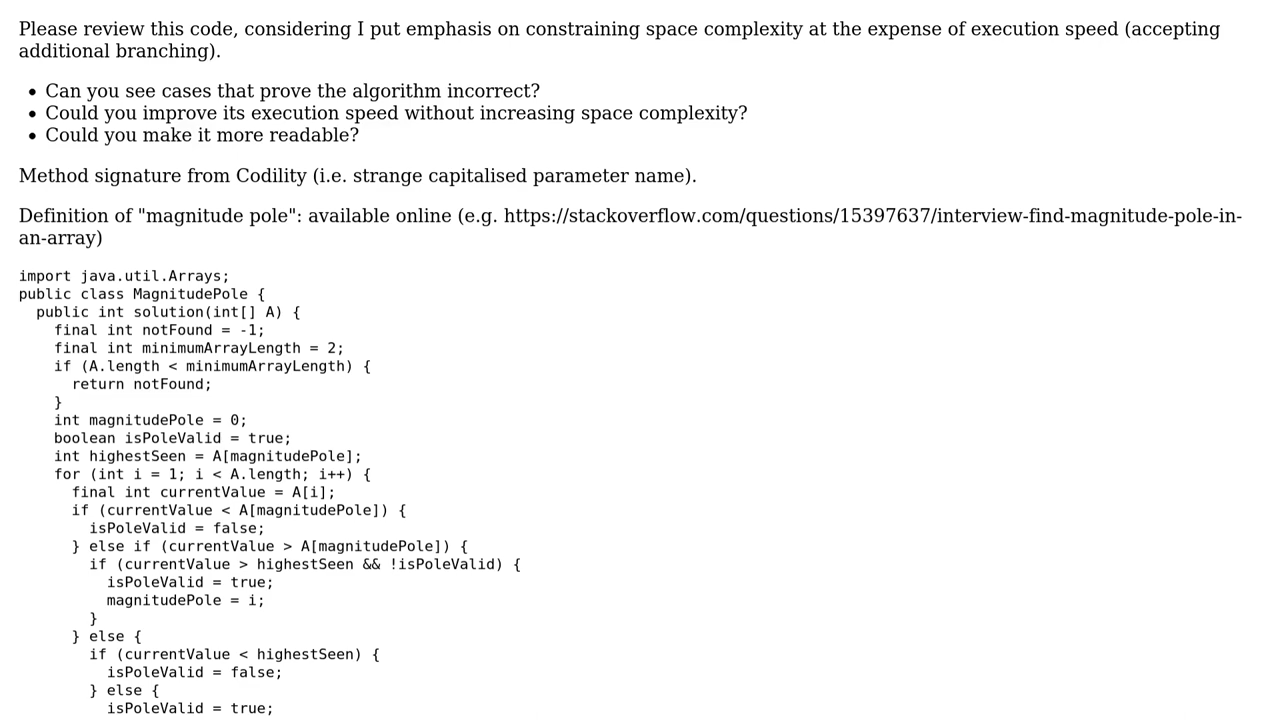 Please review this code, considering I put emphasis on constraining space complexity at the expense of execution speed (accepting
additional branching).
• Can you see cases that prove the algorithm incorrect?
• Could you improve its execution speed without increasing space complexity?
• Could you make it more readable?
Method signature from Codility (i.e. strange capitalised parameter name).
Definition of "magnitude pole": available online (e.g. https://stackoverflow.com/questions/15397637/interview-find-magnitude-pole-in-
an-array)
import java.util.Arrays;
public class MagnitudePole {
  public int solution(int[] A) {
    final int notFound = -1;
    final int minimumArrayLength = 2;
    if (A.length < minimumArrayLength) {
      return notFound;
    }
    int magnitudePole = 0;
    boolean isPoleValid = true;
    int highestSeen = A[magnitudePole];
    for (int i = 1; i < A.length; i++) {
      final int currentValue = A[i];
      if (currentValue < A[magnitudePole]) {
        isPoleValid = false;
      } else if (currentValue > A[magnitudePole]) {
        if (currentValue > highestSeen && !isPoleValid) {
          isPoleValid = true;
          magnitudePole = i;
        }
      } else {
        if (currentValue < highestSeen) {
          isPoleValid = false;
        } else {
          isPoleValid = true;